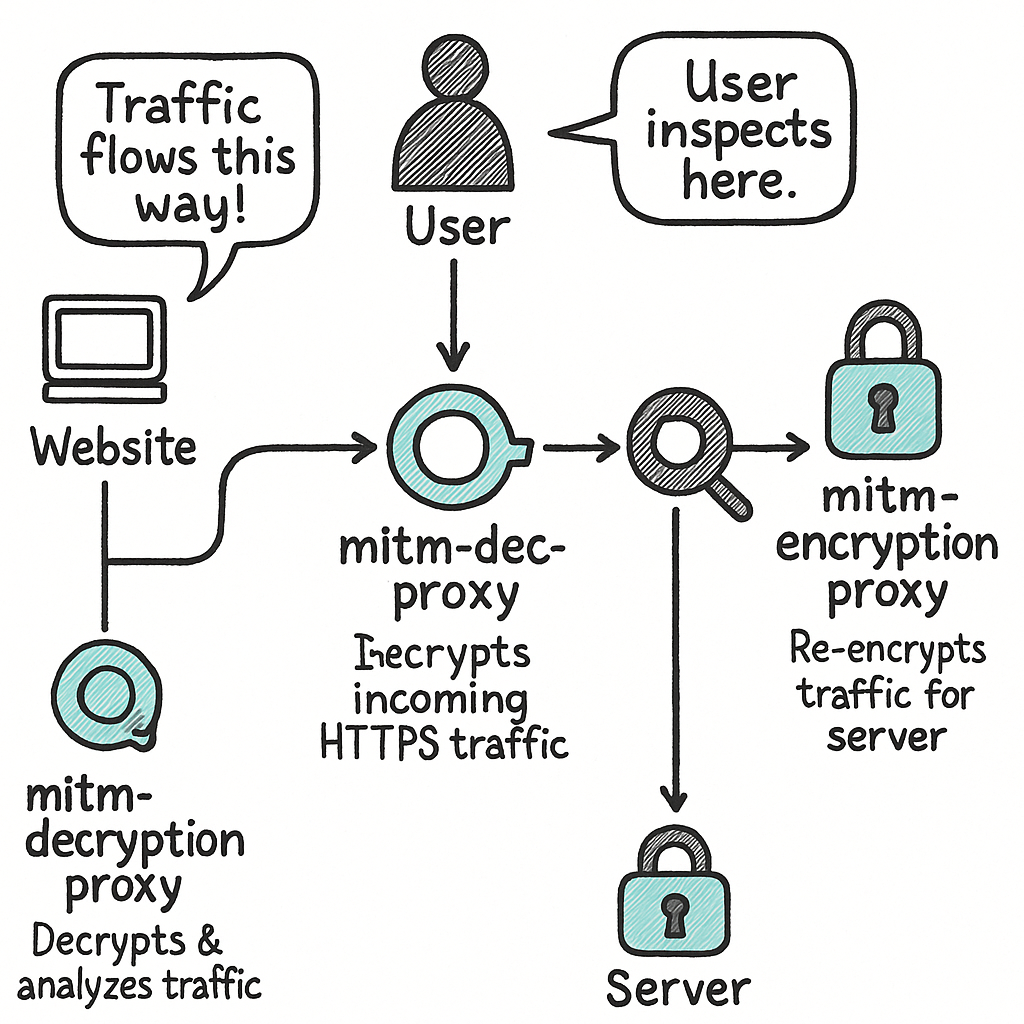 Traffic
flows this
way!
User
inspects
here.
User
Website
mitm-dec-
proxy
incoming
HTTPS traffic
mitm-
encryption
proxy
Re-encrypts
traffic for
server
mitm-
decryption
proxy
Decrypts &
analyzes traffic
Server